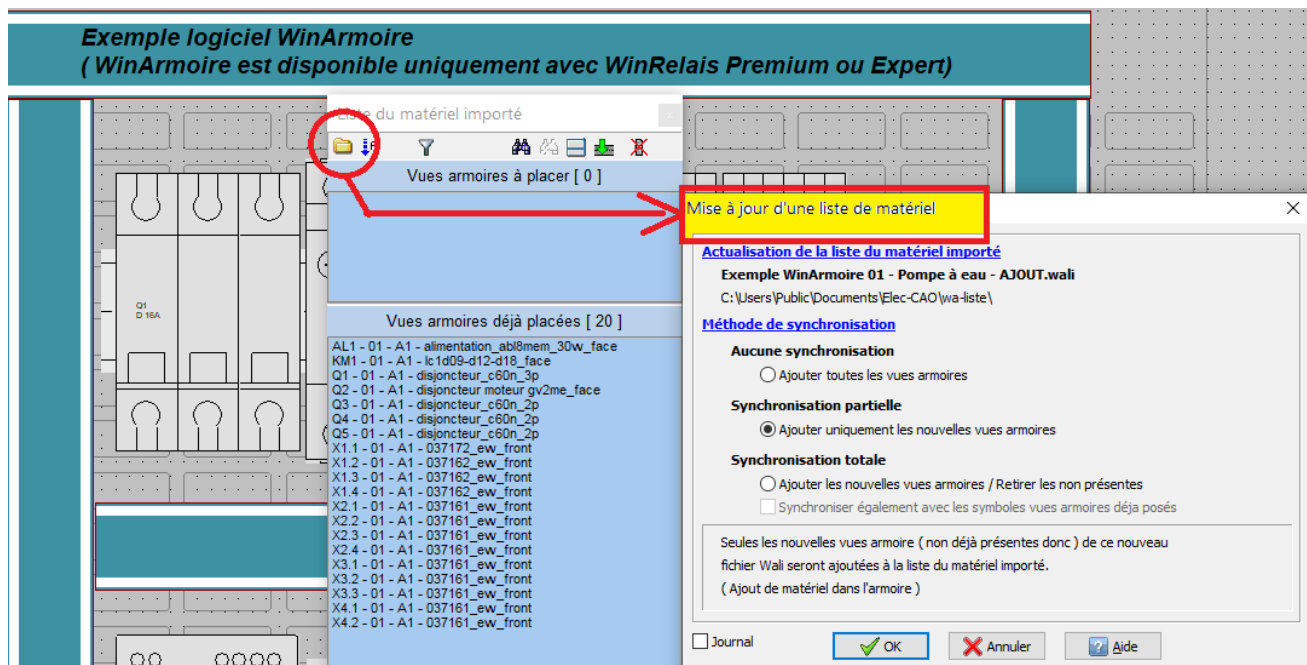 Exemple logiciel WinArmoire
( WinArmoire est disponible uniquement avec WinRelais Premium ou Expert)
Liste du matériel importé
Vues armoires à placer [ 0 ]
Q1
D 16A
Vues armoires déjà placées [ 20 ]
AL1 - 01 - A1 - alimentation_abl8mem_30w_face
KM1 - 01 - A1 - lc1d09-d12-d18_face
Q1 - 01 - A1 - disjoncteur_c60n_3p
Q2 - 01 - A1 - disjoncteur moteur gv2me_face
Q3 - 01 - A1 - disjoncteur_c60n_2p
Q4 - 01 - A1 - disjoncteur_c60n_2p
Q5 - 01 - A1 - disjoncteur_c60n_2p
X1.1 - 01 - A1 - 037172_ew_front
X1.2 - 01 - A1 - 037162_ew_front
X1.3 - 01 - A1 - 037162_ew_front
X1.4 - 01 - A1 - 037162_ew_front
X2.1 - 01 - A1 - 037161_ew_front
X2.2 - 01 - A1 - 037161_ew_front
X2.3 - 01 - A1 - 037161_ew_front
X2.4 - 01 - A1 - 037161_ew_front
X3.1 - 01 - A1 - 037161_ew_front
X3.2 - 01 - A1 - 037161_ew_front
X3.3 - 01 - A1 - 037161_ew_front
X4.1 - 01 - A1 - 037161_ew_front
X4.2 - 01 - A1 - 037161_ew_front
Mise à jour d'une liste de matériel
Actualisation de la liste du matériel importé
Exemple WinArmoire 01 - Pompe à eau - AJOUT.wali
C:\Users\Public\Documents\Elec-CAO\wa-liste\
Méthode de synchronisation
Aucune synchronisation
Ajouter toutes les vues armoires
Synchronisation partielle
Ajouter uniquement les nouvelles vues armoires
Synchronisation totale
Ajouter les nouvelles vues armoires / Retirer les non présentes
Synchroniser également avec les symboles vues armoires déja posés
Seules les nouvelles vues armoire ( non déjà présentes donc ) de ce nouveau
fichier Wali seront ajoutées à la liste du matériel importé.
( Ajout de matériel dans l'armoire )
Journal
OK
Annuler
Aide